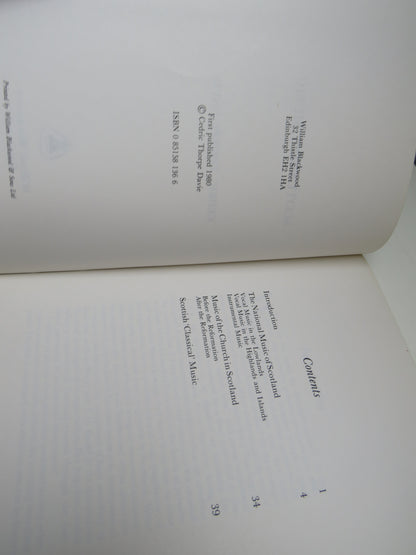 William Blackwood
32 Thistle Street
Edinburgh EH2 1HA
First published 1980
© Cedric Thorpe Davie
ISBN 0 85158 136 6
Printed by William Blackwood & Sons Ltd
Contents
Introduction 1
The National Music of Scotland 4
Vocal Music in the Lowlands
Vocal Music in the Highlands and Islands
Instrumental Music
Music of the Church in Scotland 34
Before the Reformation
After the Reformation
Scottish 'Classical' Music 39